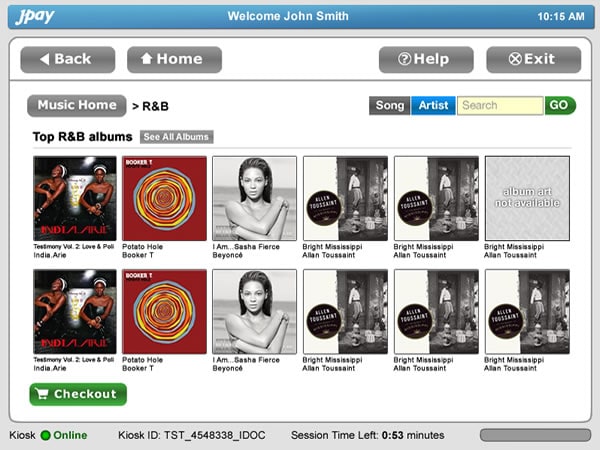 jpay Welcome John Smith 10:15 AM
Back Home Help Exit
Music Home > R&B Song Artist Search GO
Top R&B albums See All Albums
INDIA.ARIE
BOOKER T
ALLEN TOUSSAINT
ALLEN TOUSSAINT
album art
not available
Testimony Vol. 2: Love & Poli Potato Hole I Am...Sasha Fierce Bright Mississippi Bright Mississippi Bright Mississippi
India.Arie Booker T Beyoncé Allan Toussaint Allan Toussaint Allan Toussaint
INDIA.ARIE
BOOKER T
ALLEN TOUSSAINT
ALLEN TOUSSAINT
ALLEN TOUSSAINT
Testimony Vol. 2: Love & Poli Potato Hole I Am...Sasha Fierce Bright Mississippi Bright Mississippi Bright Mississippi
India.Arie Booker T Beyoncé Allan Toussaint Allan Toussaint Allan Toussaint
Checkout
Kiosk Online Kiosk ID: TST_4548338_IDOC Session Time Left: 0:53 minutes